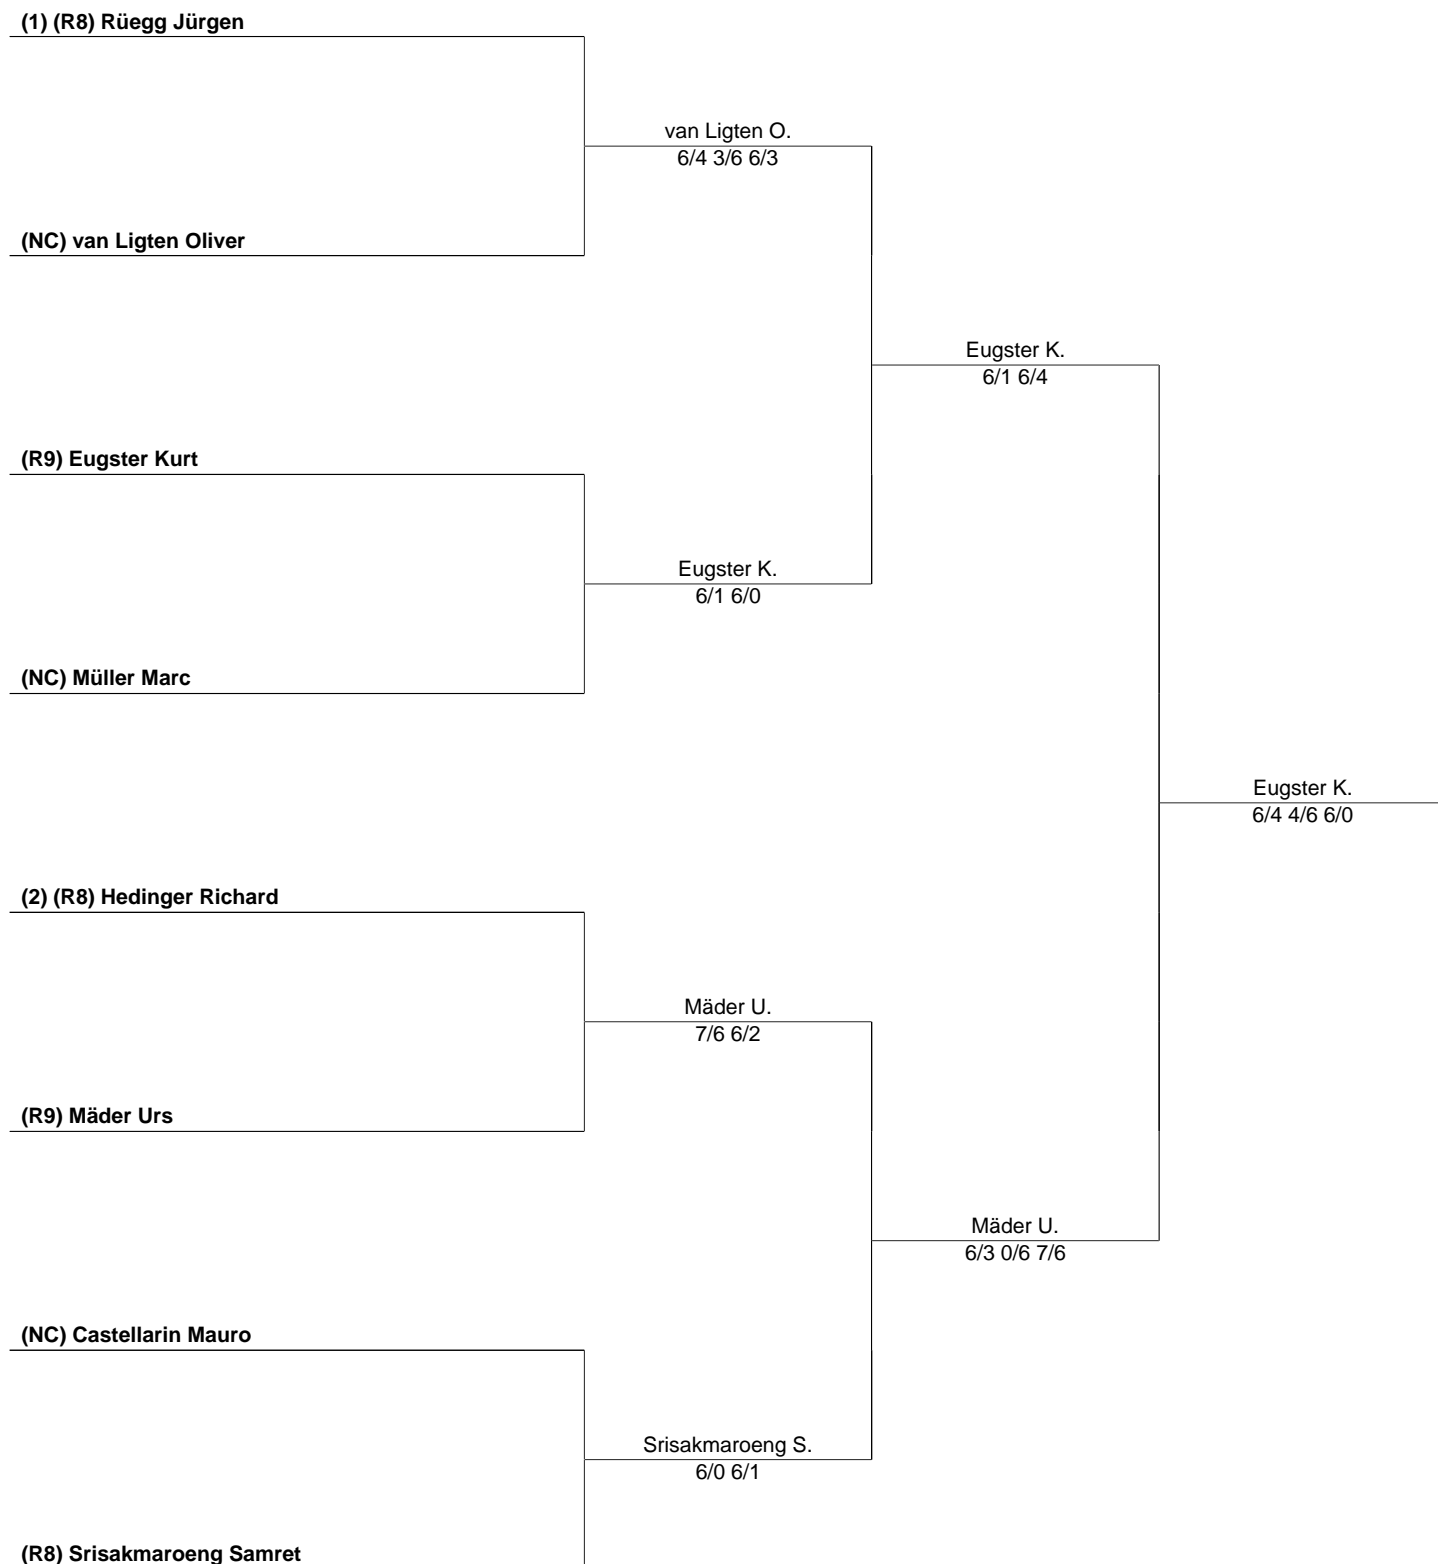 (1) (R8) Rüegg Jürgen
van Ligten O.
6/4 3/6 6/3
(NC) van Ligten Oliver
Eugster K.
6/1 6/4
(R9) Eugster Kurt
Eugster K.
6/1 6/0
(NC) Müller Marc
Eugster K.
6/4 4/6 6/0
(2) (R8) Hedinger Richard
Mäder U.
7/6 6/2
(R9) Mäder Urs
Mäder U.
6/3 0/6 7/6
(NC) Castellarin Mauro
Srisakmaroeng S.
6/0 6/1
(R8) Srisakmaroeng Samret